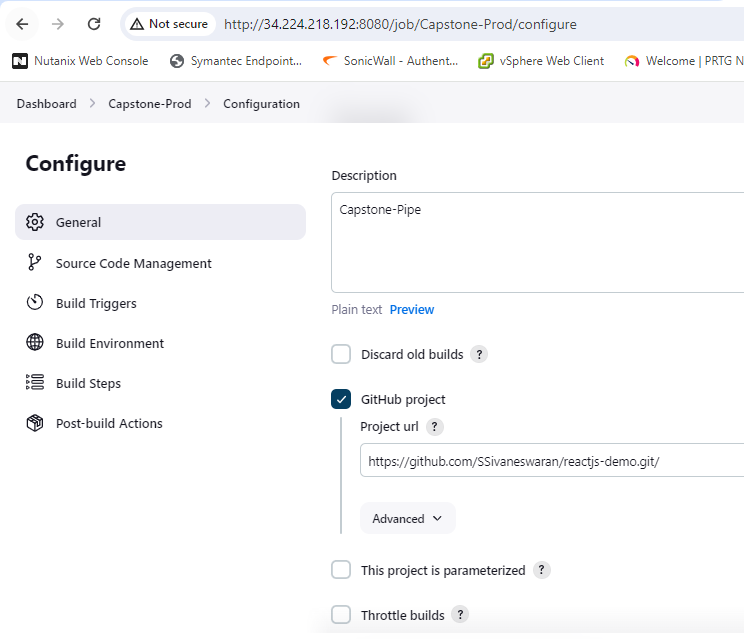 Not secure http://34.224.218.192:8080/job/Capstone-Prod/configure
Nutanix Web Console Symantec Endpoint... SonicWall - Authent... vSphere Web Client Welcome | PRTG N
Dashboard > Capstone-Prod > Configuration
Configure
General
Source Code Management
Build Triggers
Build Environment
Build Steps
Post-build Actions
Description
Capstone-Pipe
Plain text Preview
Discard old builds ?
GitHub project
Project url ?
https://github.com/SSivaneswaran/reactjs-demo.git/
Advanced
This project is parameterized ?
Throttle builds ?